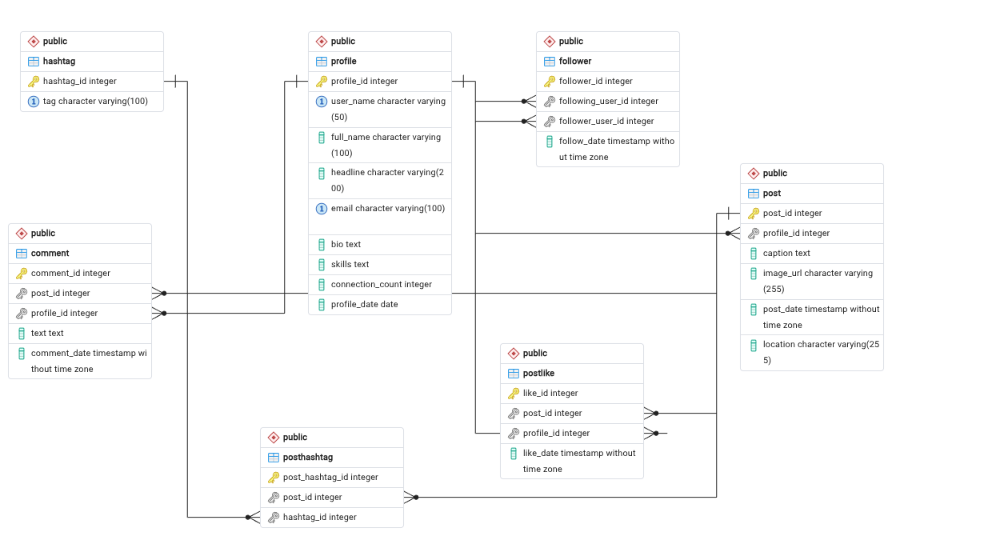 public
hashtag
hashtag_id integer
tag character varying(100)
public
profile
profile_id integer
user_name character varying
(50)
full_name character varying
(100)
headline character varying(2
00)
email character varying(100)
bio text
skills text
connection_count integer
profile_date date
public
follower
follower_id integer
following_user_id integer
follower_user_id integer
follow_date timestamp witho
ut time zone
public
post
post_id integer
profile_id integer
caption text
image_url character varying
(255)
post_date timestamp without
time zone
location character varying(25
5)
public
comment
comment_id integer
post_id integer
profile_id integer
text text
comment_date timestamp wi
thout time zone
public
postlike
like_id integer
post_id integer
profile_id integer
like_date timestamp without
time zone
public
posthashtag
post_hashtag_id integer
post_id integer
hashtag_id integer